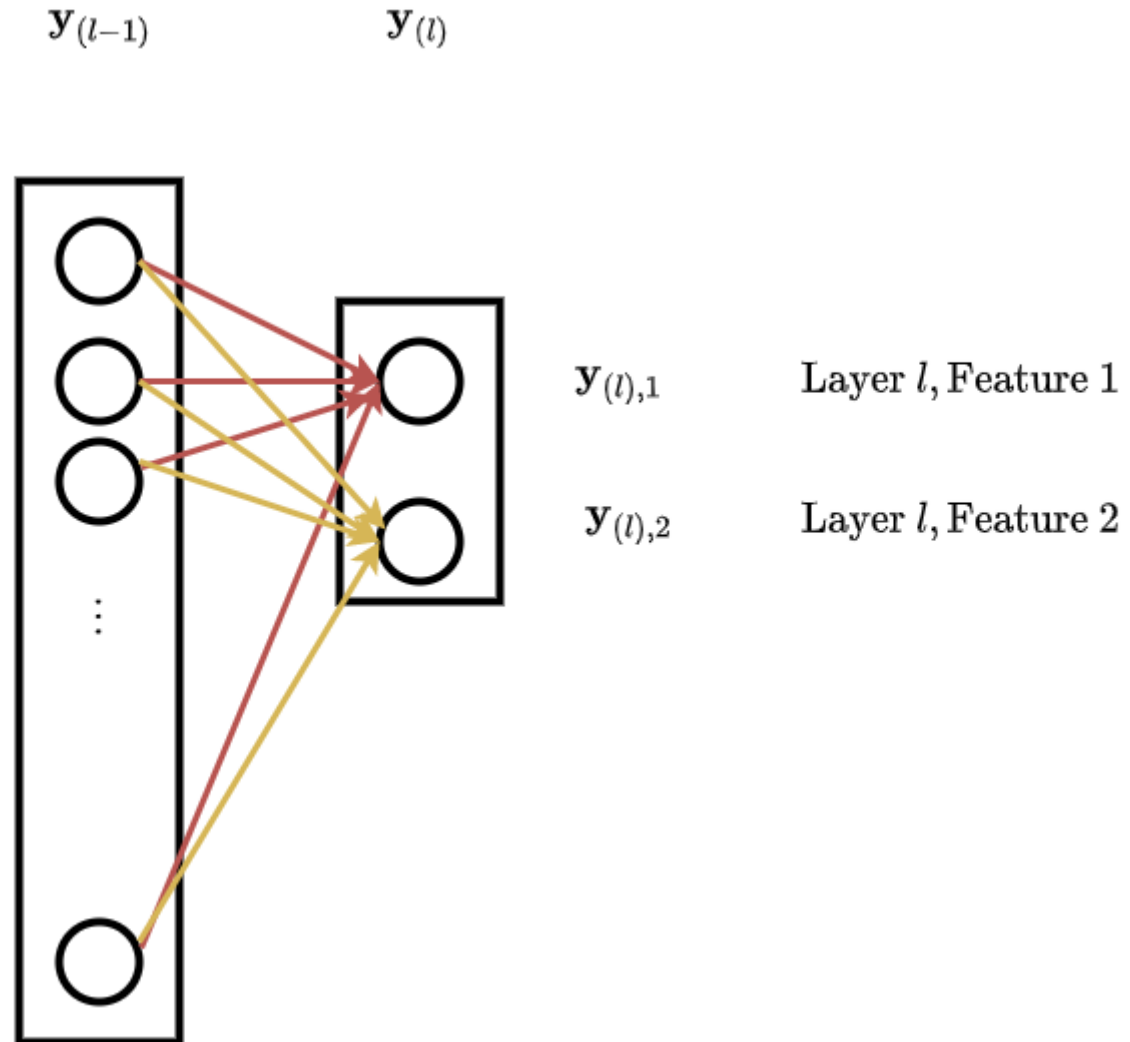 y(l−1) y(l)
y(l),1 Layer l, Feature 1
y(l),2 Layer l, Feature 2
⋮